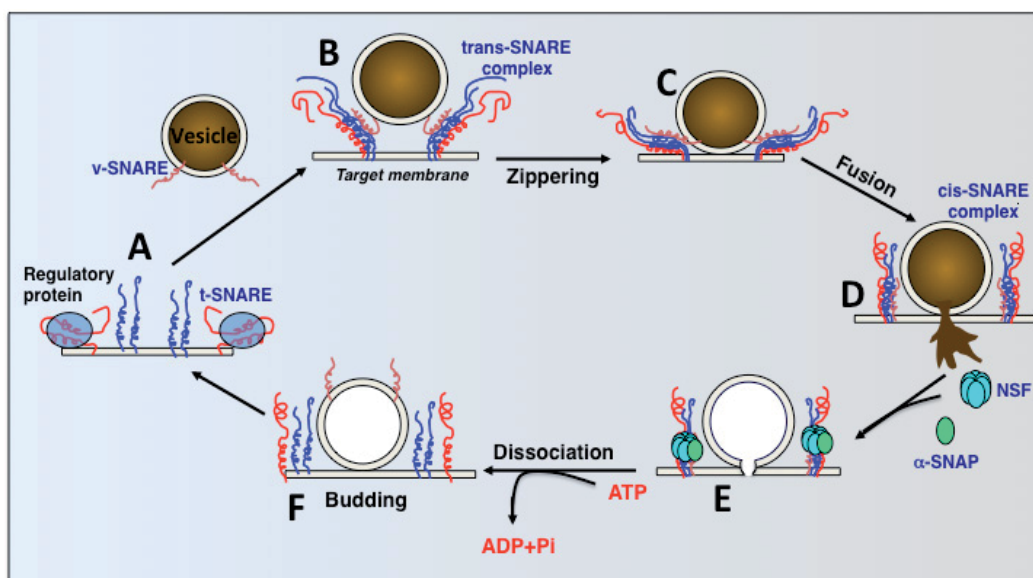 B
trans-SNARE
complex
C
Vesicle
v-SNARE
Target membrane
Zippering
Fusion
cis-SNARE
complex
A
Regulatory
protein
t-SNARE
D
NSF
α-SNAP
Dissociation
ATP
E
F
Budding
ADP+Pi